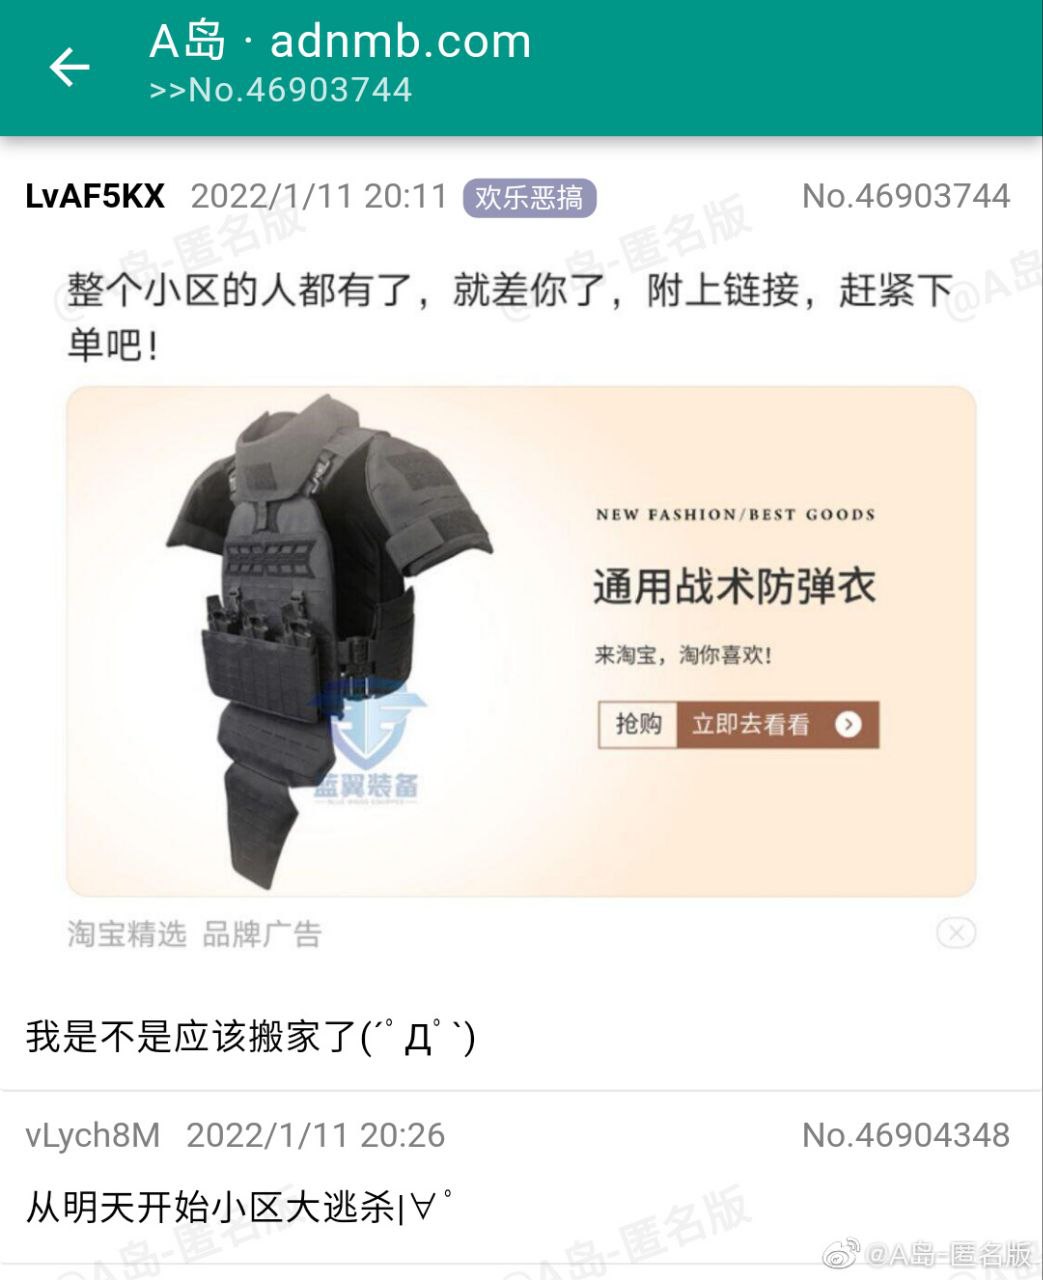 A岛 · adnmb.com
>>No.46903744
LvAF5KX 2022/1/11 20:11 欢乐恶搞 No.46903744
整个小区的人都有了，就差你了，附上链接，赶紧下
单吧！
NEW FASHION/BEST GOODS
通用战术防弹衣
来淘宝，淘你喜欢！
抢购 立即去看看
蓝翼装备
淘宝精选 品牌广告
我是不是应该搬家了(´ﾟДﾟ`)
vLych8M 2022/1/11 20:26 No.46904348
从明天开始小区大逃杀|∀ﾟ
@A岛-匿名版